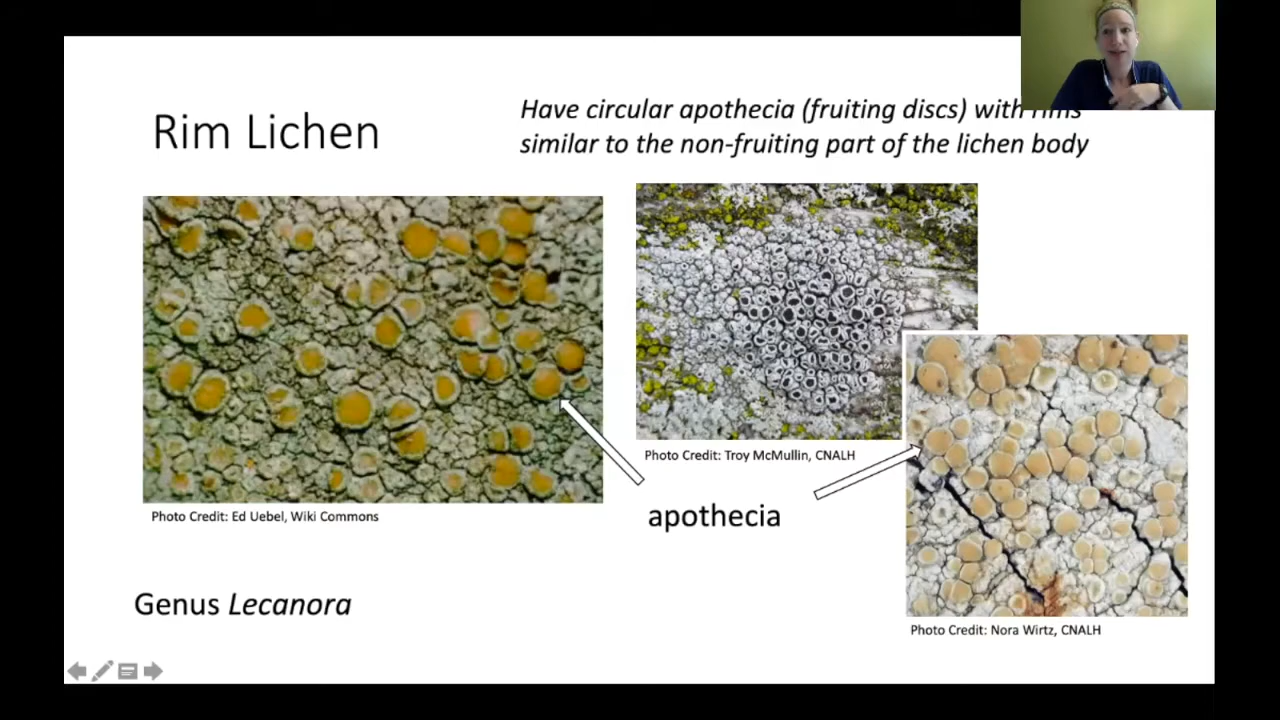 Rim Lichen
Have circular apothecia (fruiting discs) with rims
similar to the non-fruiting part of the lichen body
Photo Credit: Troy McMullin, CNALH
Photo Credit: Ed Uebel, Wiki Commons
apothecia
Genus Lecanora
Photo Credit: Nora Wirtz, CNALH